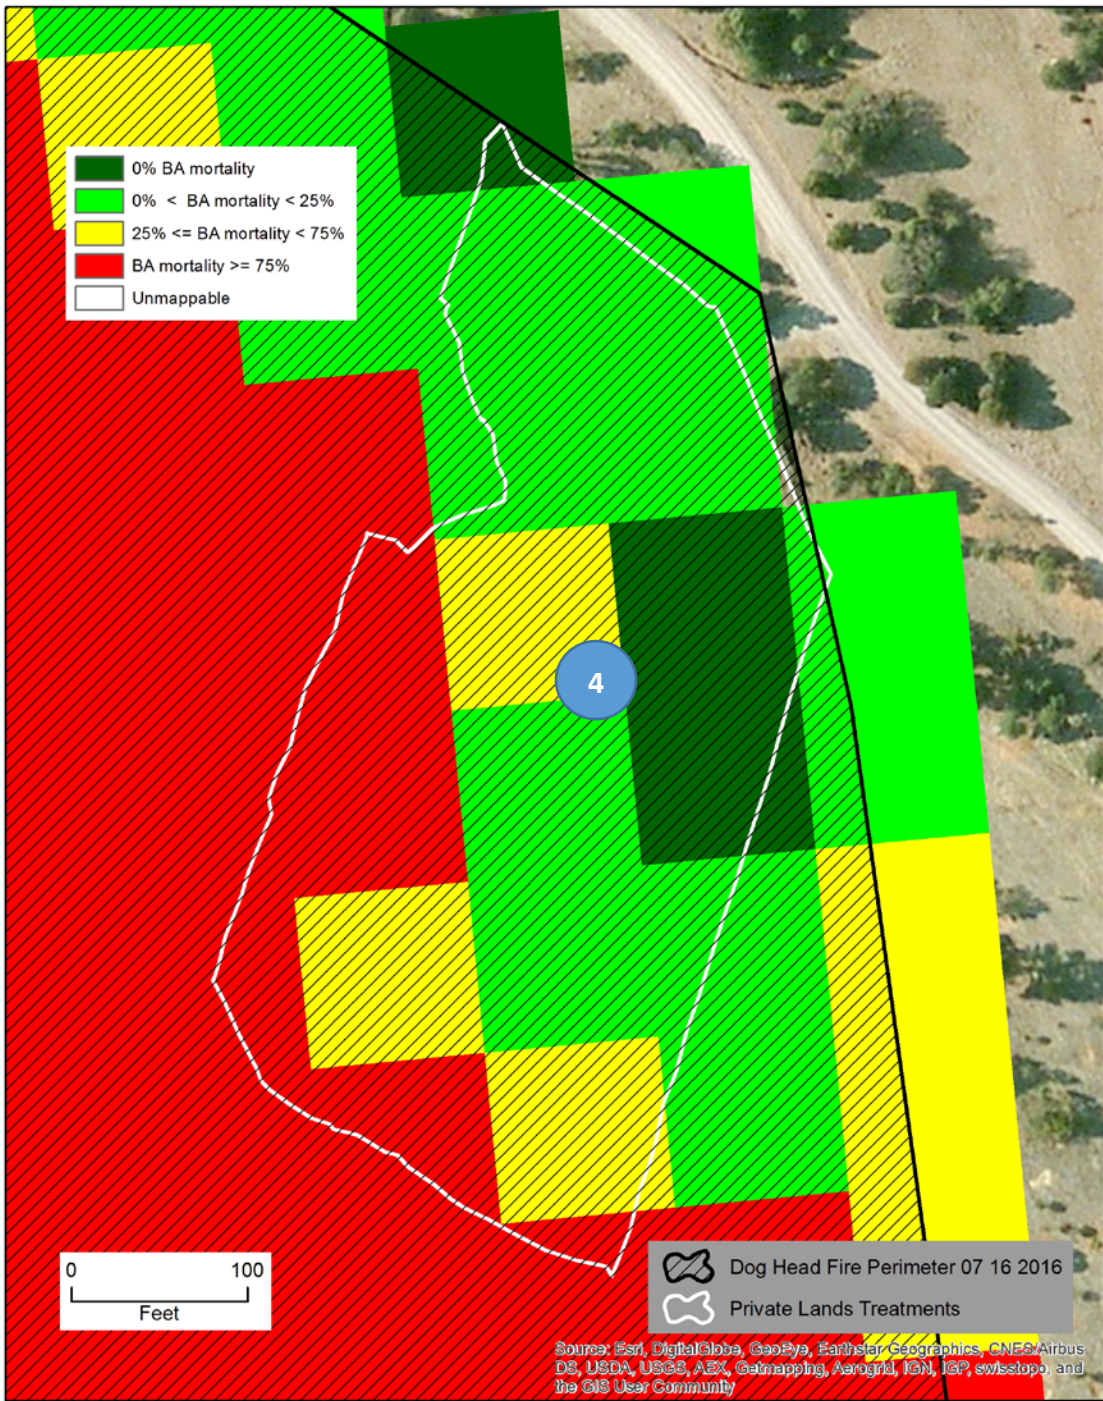 0% BA mortality
0% < BA mortality < 25%
25% <= BA mortality < 75%
BA mortality >= 75%
Unmappable
4
0 100
Feet
Dog Head Fire Perimeter 07 16 2016
Private Lands Treatments
Source: Esri, DigitalGlobe, GeoEye, Earthstar Geographics, CNES/Airbus
DS, USDA, USGS, AEX, Getmapping, Aerogrid, IGN, IGP, swisstopo, and
the GIS User Community